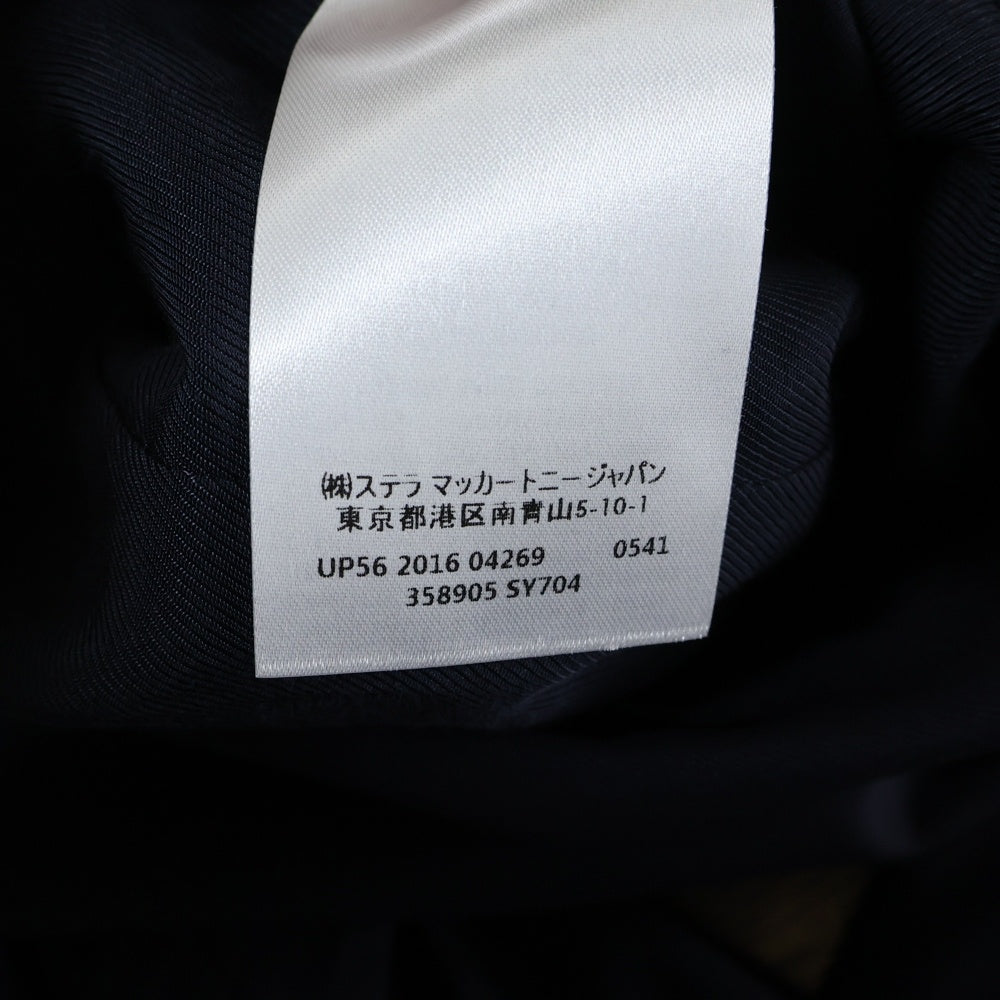 (株)ステラ マッカートニー ジャパン
東京都港区南青山5-10-1
UP56 2016 04269 0541
358905 SY704